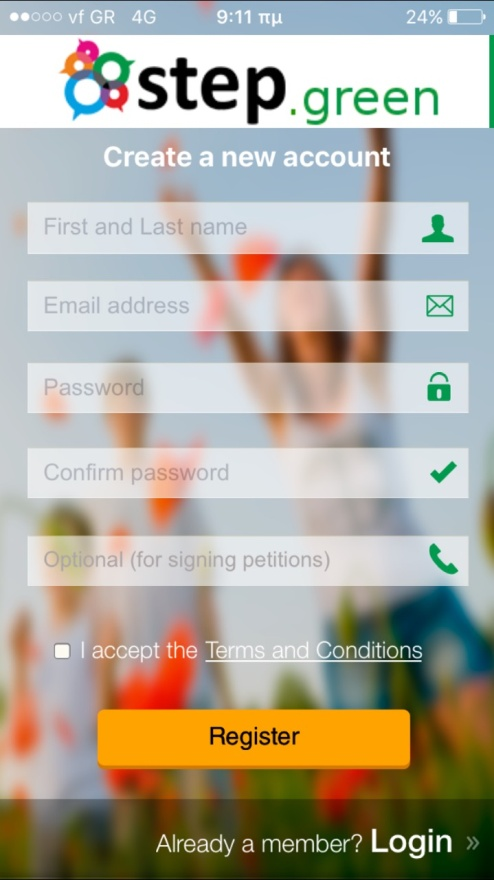 vf GR 4G 9:11 πμ 24%
step.green
Create a new account
First and Last name
Email address
Password
Confirm password
Optional (for signing petitions)
I accept the Terms and Conditions
Register
Already a member? Login »